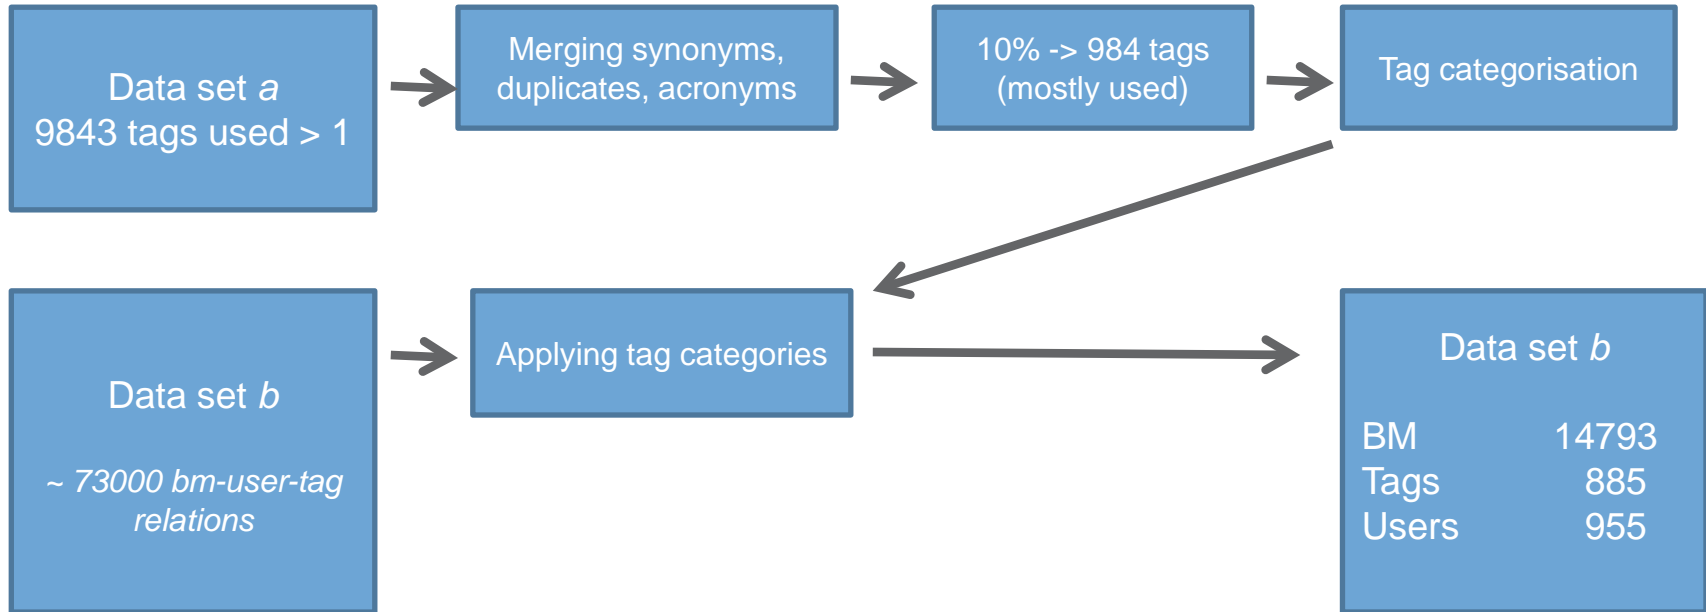 Data set a
9843 tags used > 1
Merging synonyms,
duplicates, acronyms
10% -> 984 tags
(mostly used)
Tag categorisation
Data set b
~ 73000 bm-user-tag
relations
Applying tag categories
Data set b
BM 14793
Tags 885
Users 955